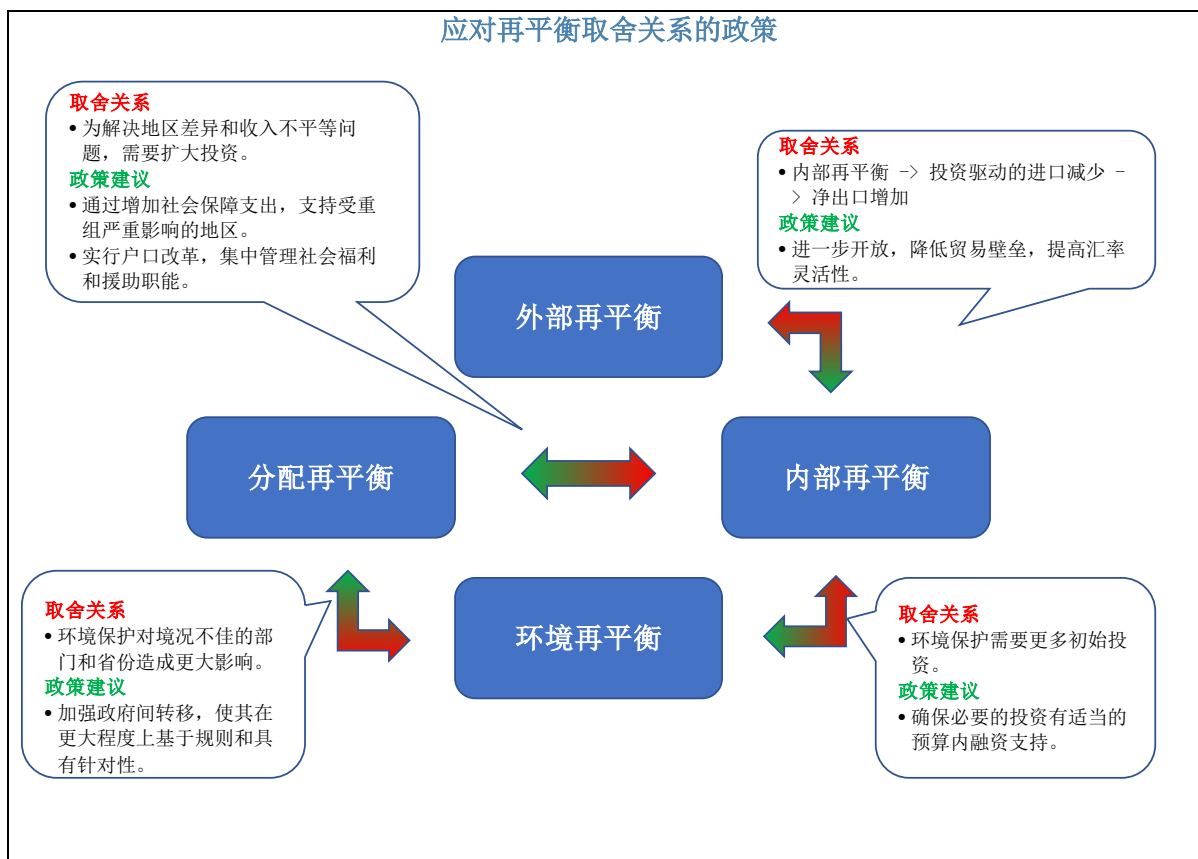 应对再平衡取舍关系的政策
取舍关系
• 为解决地区差异和收入不平等问
题，需要扩大投资。
政策建议
• 通过增加社会保障支出，支持受重
组严重影响的地区。
• 实行户口改革，集中管理社会福利
和援助职能。
取舍关系
• 内部再平衡 -> 投资驱动的进口减少 -
> 净出口增加
政策建议
• 进一步开放，降低贸易壁垒，提高汇率
灵活性。
外部再平衡
分配再平衡
内部再平衡
环境再平衡
取舍关系
• 环境保护对境况不佳的部
门和省份造成更大影响。
政策建议
• 加强政府间转移，使其在
更大程度上基于规则和具
有针对性。
取舍关系
• 环境保护需要更多初始投
资。
政策建议
• 确保必要的投资有适当的
预算内融资支持。